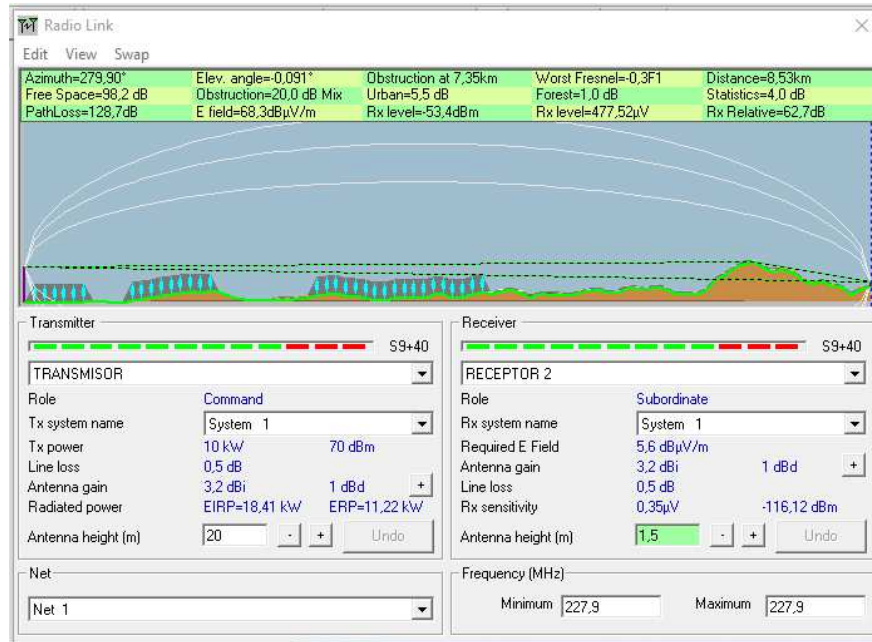 Radio Link
Edit View Swap
Azimuth=279,90° Elev. angle=-0,091° Obstruction at 7,35km Worst Fresnel=-0,3F1 Distance=8,53km
Free Space=98,2 dB Obstruction=20,0 dB Mix Urban=5,5 dB Forest=1,0 dB Statistics=4,0 dB
PathLoss=128,7dB E field=68,3dBµV/m Rx level=-53,4dBm Rx level=477,52µV Rx Relative=62,7dB
Transmitter
S9+40
TRANSMISOR
Role Command
Tx system name System 1
Tx power 10 kW 70 dBm
Line loss 0,5 dB
Antenna gain 3,2 dBi 1 dBd +
Radiated power EIRP=18,41 kW ERP=11,22 kW
Antenna height (m) 20 - + Undo
Receiver
S9+40
RECEPTOR 2
Role Subordinate
Rx system name System 1
Required E Field 5,6 dBµV/m
Antenna gain 3,2 dBi 1 dBd +
Line loss 0,5 dB
Rx sensitivity 0,35µV -116,12 dBm
Antenna height (m) 1,5 - + Undo
Net
Net 1
Frequency (MHz)
Minimum 227,9 Maximum 227,9